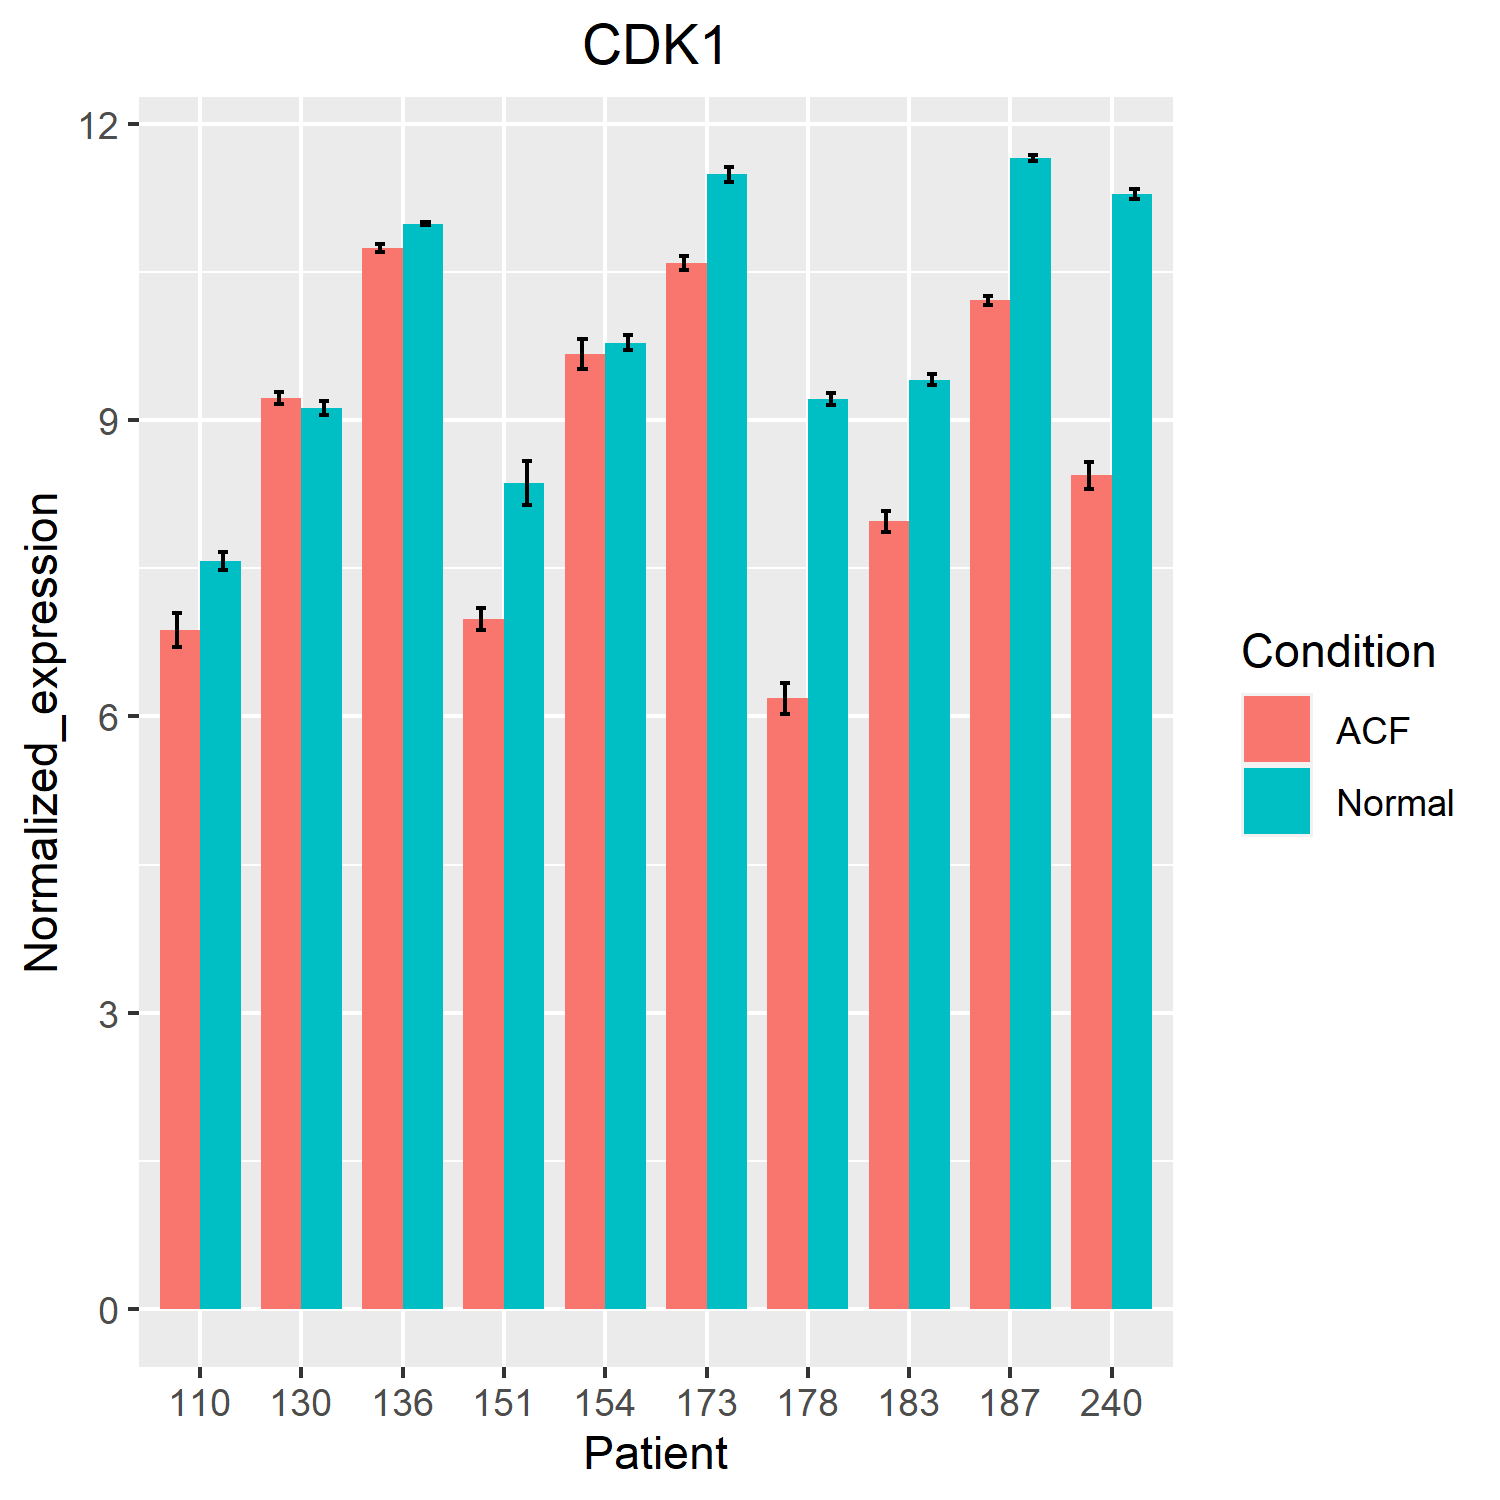 CDK1
12
9
6
3
0
Normalized_expression
110 130 136 151 154 173 178 183 187 240
Patient
Condition
ACF
Normal